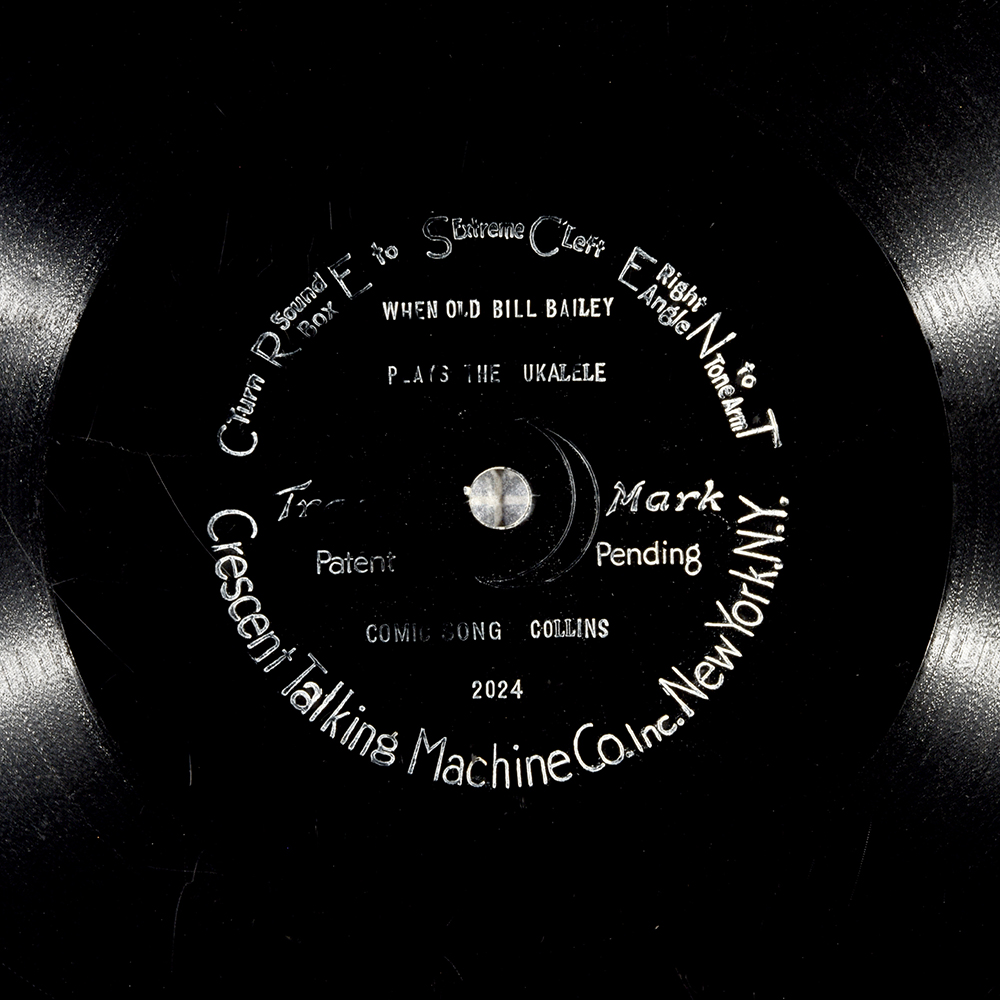 C Turn R Sound Box E to S Extreme C Left E Right Angle N to Tone Arm T
WHEN OLD BILL BAILEY
PLAYS THE UKALELE
Mark
Patent Pending
COMIC SONG COLLINS
2024
Crescent Talking Machine Co. Inc. New York, N.Y.